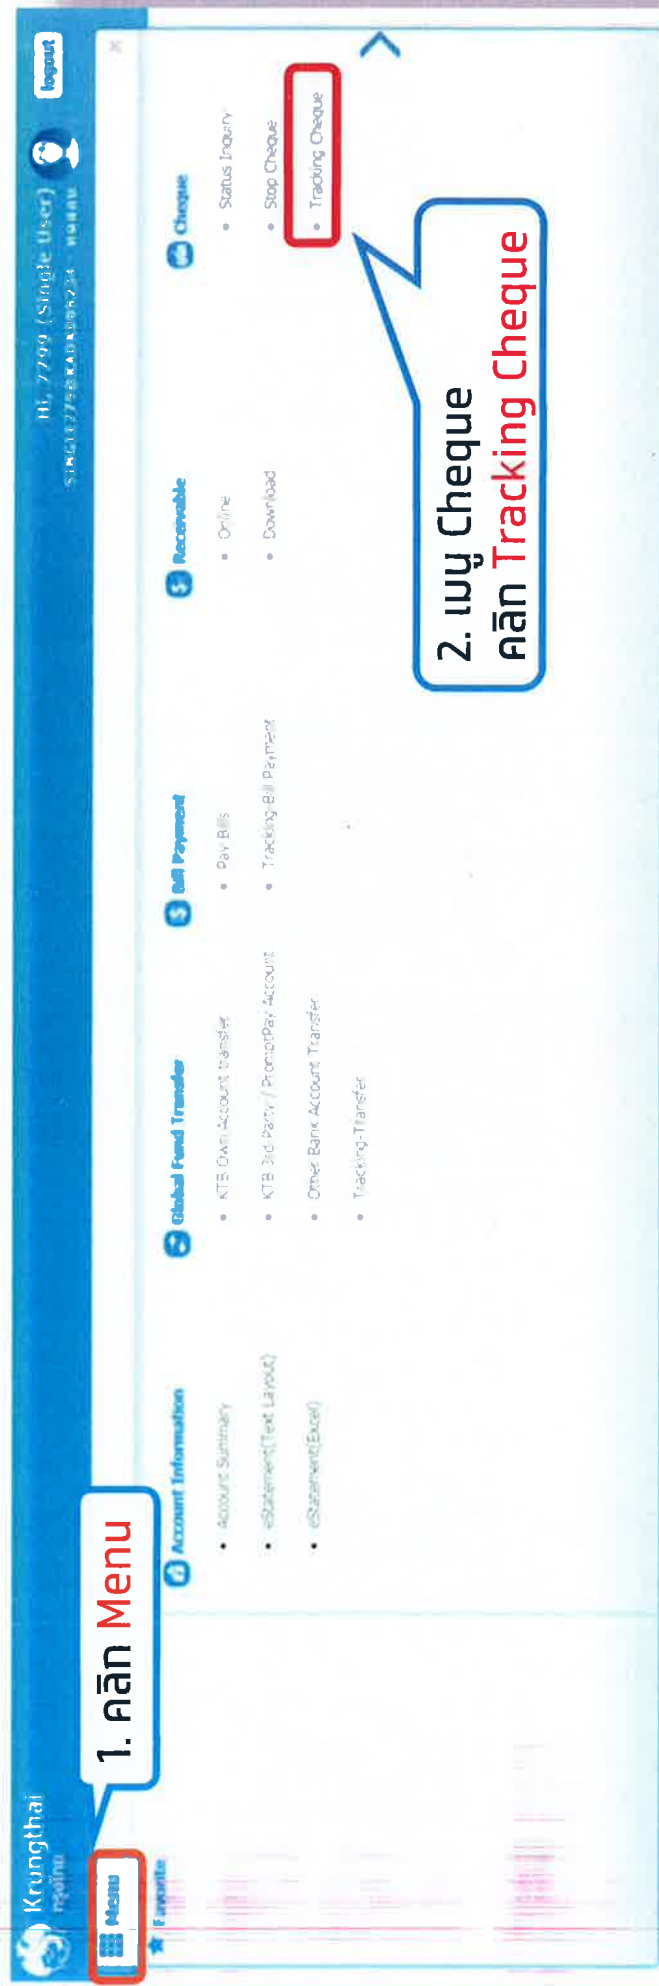 Krungthai
กรุงไทย
Hi, 7299 (Single User)
logout
Menu
1. คลิก Menu
Favorite
Account Information
• Account Summary
• eStatement(Text Layout)
• eStatement(Excel)
Global Fund Transfer
• KTB Own Account transfer
• KTB 3rd Party / PromptPay Account
• Other Bank Account Transfer
• Tracking-Transfer
Bill Payment
• Pay Bills
• Tracking-Bill Payment
Receivable
• Online
• Download
Cheque
• Status Inquiry
• Stop Cheque
• Tracking Cheque
2. เมนู Cheque
คลิก Tracking Cheque